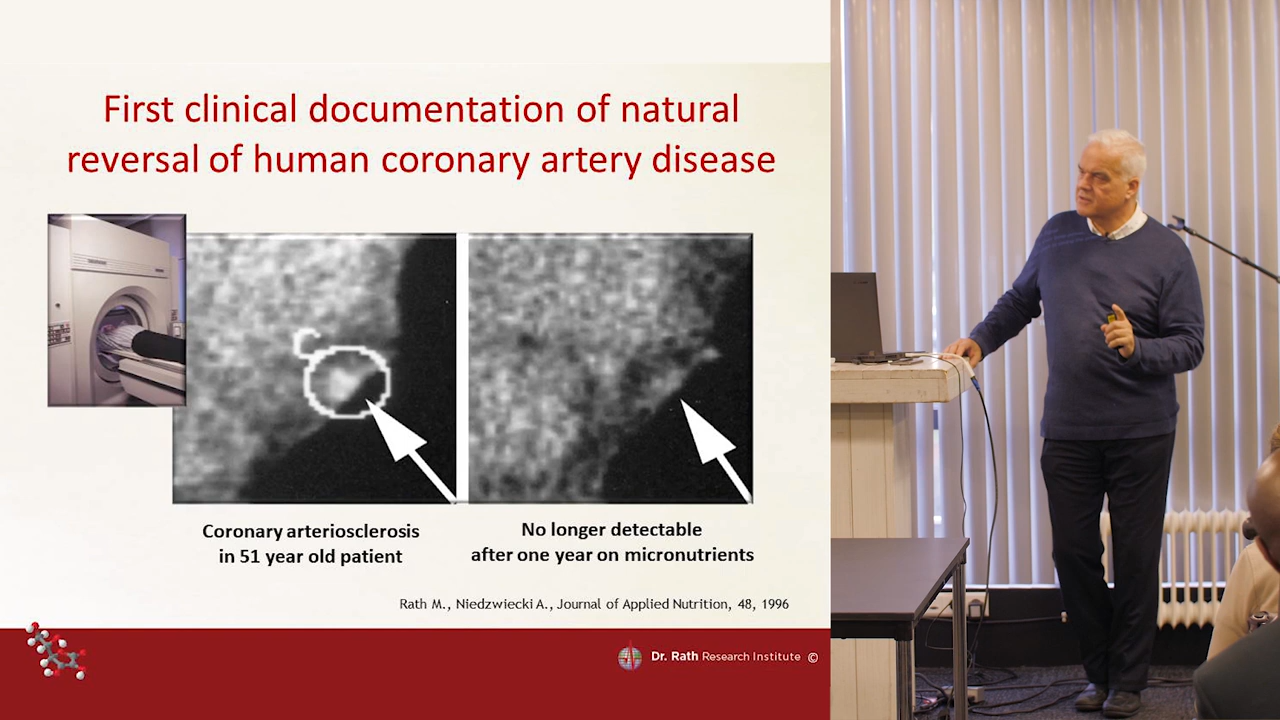 First clinical documentation of natural
reversal of human coronary artery disease
Coronary arteriosclerosis
in 51 year old patient
No longer detectable
after one year on micronutrients
Rath M., Niedzwiecki A., Journal of Applied Nutrition, 48, 1996
Dr. Rath Research Institute ©